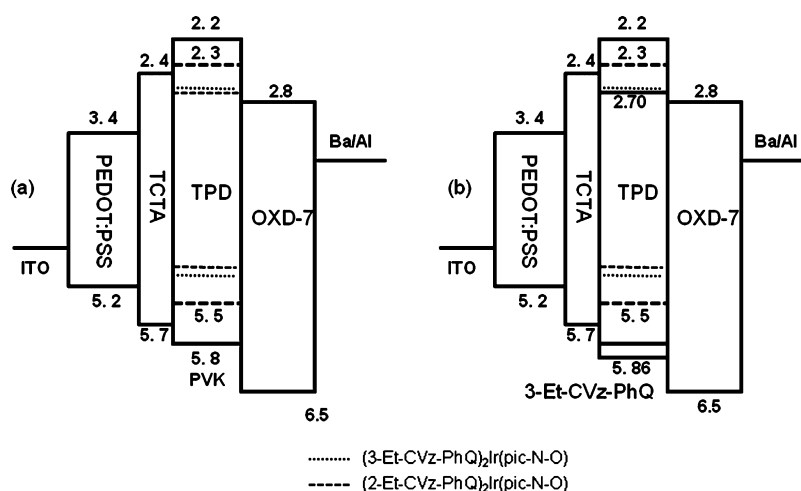 2. 2
2. 3
2. 4
2.8
3. 4
Ba/Al
(a)
PEDOT:PSS
TCTA
TPD
OXD-7
ITO
5. 2
5. 5
5. 7
5. 8
PVK
6.5
2. 2
2. 3
2. 4
2.70
2.8
3. 4
Ba/Al
(b)
PEDOT:PSS
TCTA
TPD
OXD-7
ITO
5. 2
5. 5
5. 7
5. 86
3-Et-CVz-PhQ
6.5
(3-Et-CVz-PhQ)₂Ir(pic-N-O)
(2-Et-CVz-PhQ)₂Ir(pic-N-O)